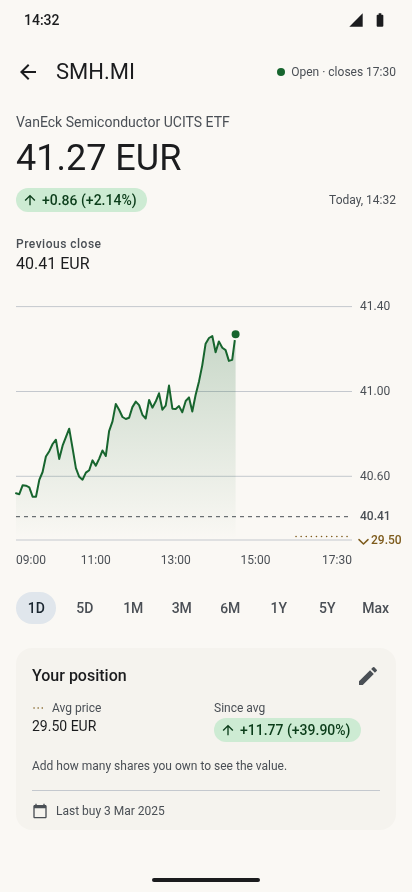 14:32
SMH.MI
Open · closes 17:30
VanEck Semiconductor UCITS ETF
41.27 EUR
+0.86 (+2.14%)
Today, 14:32
Previous close
40.41 EUR
41.40
41.00
40.60
40.41
29.50
09:00 11:00 13:00 15:00 17:30
1D 5D 1M 3M 6M 1Y 5Y Max
Your position
Avg price
29.50 EUR
Since avg
+11.77 (+39.90%)
Add how many shares you own to see the value.
Last buy 3 Mar 2025